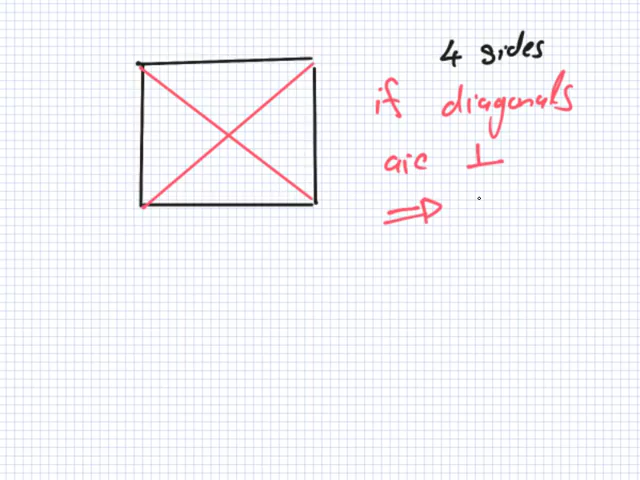 4 sides
if diagonals
are ⊥
⇒